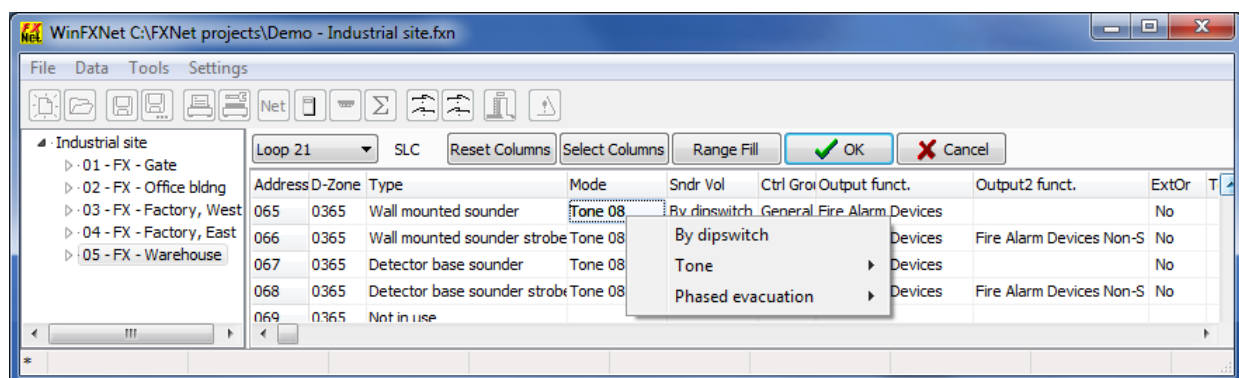 WinFXNet C:\FXNet projects\Demo - Industrial site.fxn
File Data Tools Settings
Net Σ
Industrial site
01 - FX - Gate
02 - FX - Office bldng
03 - FX - Factory, West
04 - FX - Factory, East
05 - FX - Warehouse
Loop 21 SLC Reset Columns Select Columns Range Fill OK Cancel
Address D-Zone Type Mode Sndr Vol Ctrl Grou Output funct. Output2 funct. ExtOr T
065 0365 Wall mounted sounder Tone 08 By dipswitch General Fire Alarm Devices No
066 0365 Wall mounted sounder strobe Tone 08 Devices Fire Alarm Devices Non-S No
067 0365 Detector base sounder Tone 08 Devices No
068 0365 Detector base sounder strobe Tone 08 Devices Fire Alarm Devices Non-S No
069 0365 Not in use
By dipswitch
Tone
Phased evacuation
*